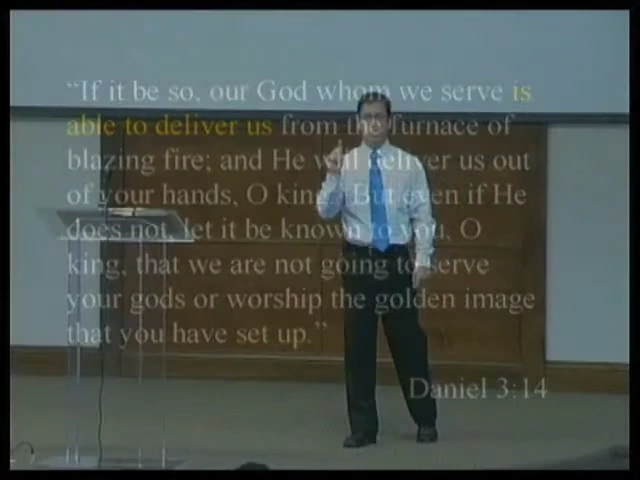 “If it be so, our God whom we serve is
able to deliver us from the furnace of
blazing fire; and He will deliver us out
of your hands, O king. But even if He
does not, let it be known to you, O
king, that we are not going to serve
your gods or worship the golden image
that you have set up.”
Daniel 3:14